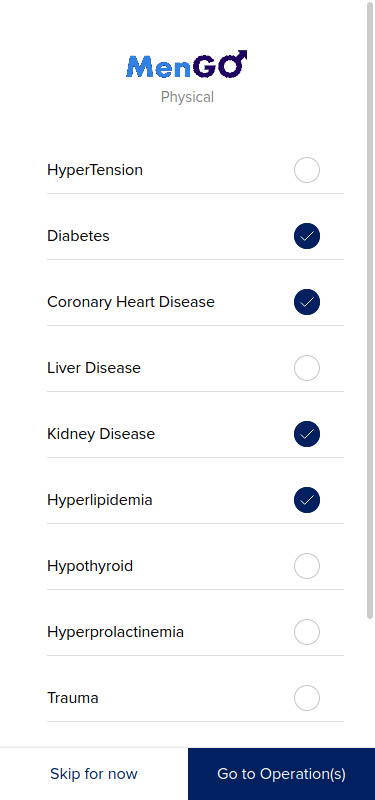 MenGO
Physical
HyperTension
Diabetes
Coronary Heart Disease
Liver Disease
Kidney Disease
Hyperlipidemia
Hypothyroid
Hyperprolactinemia
Trauma
Skip for now
Go to Operation(s)